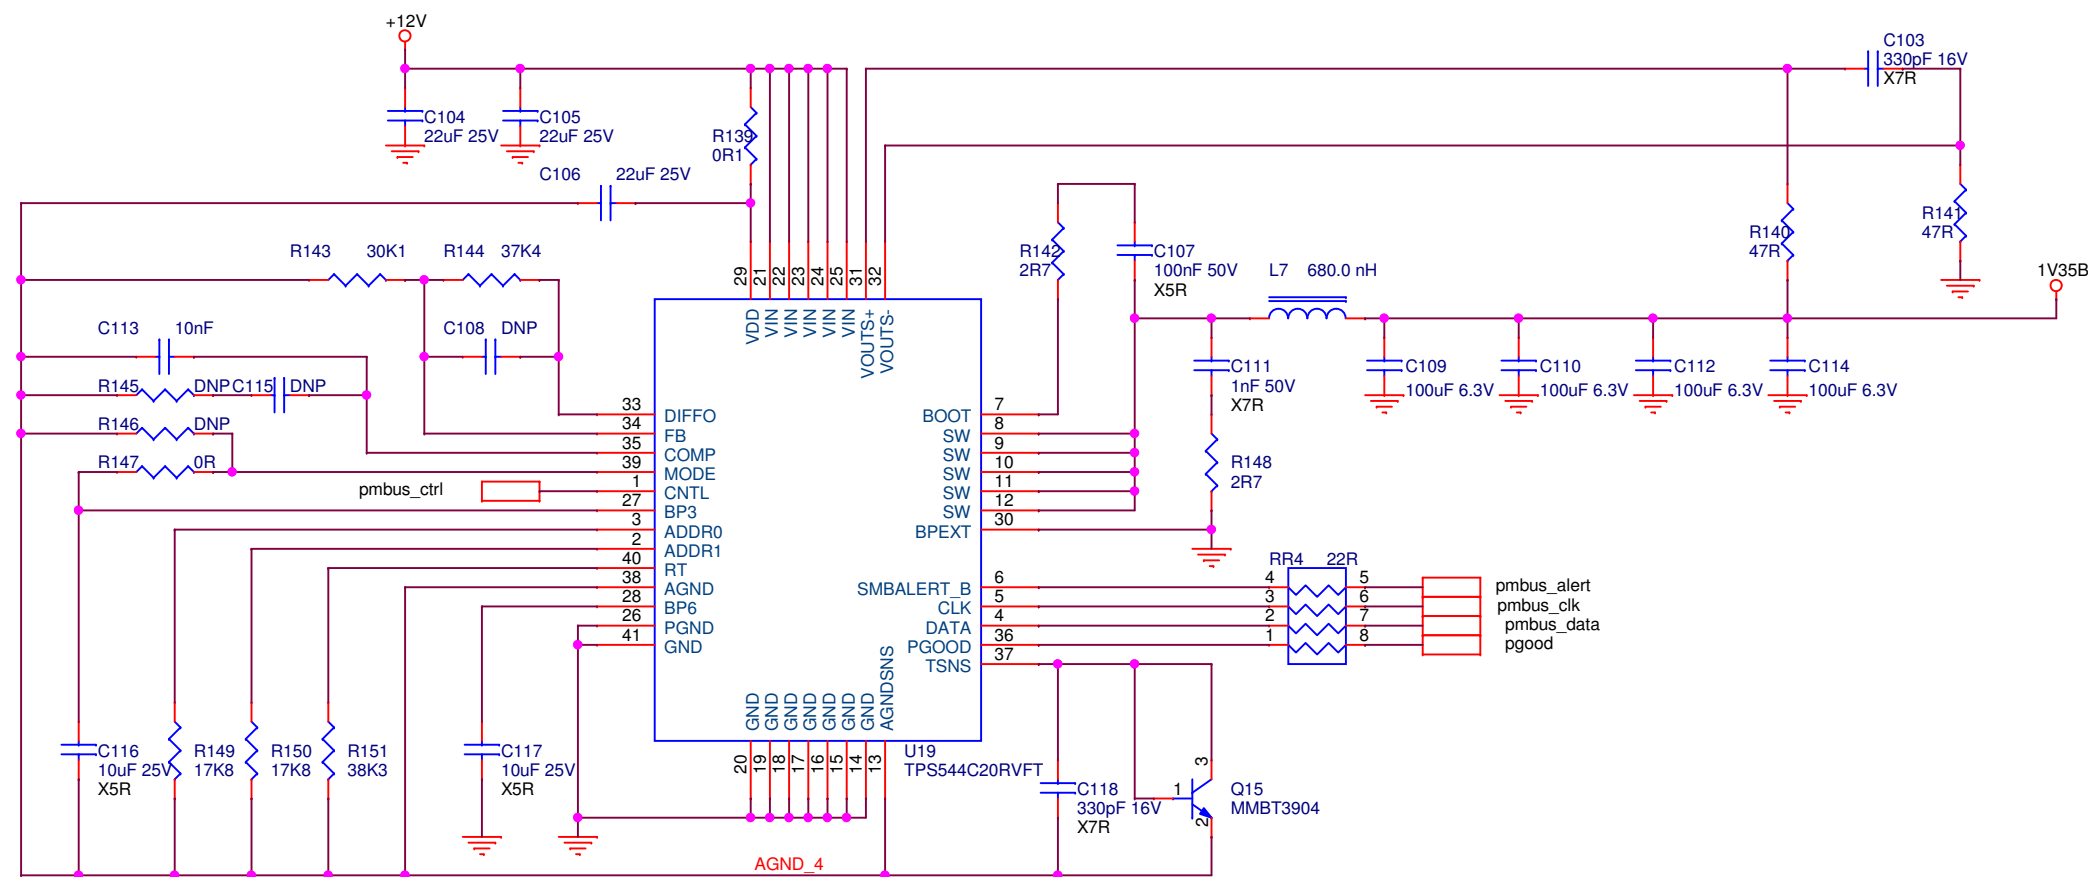 +12V
C103
330pF 16V
X7R
C104
22uF 25V
C105
22uF 25V
R139
0R1
C106 22uF 25V
R140
47R
R141
47R
R143 30K1 R144 37K4
R142
2R7
C107
100nF 50V
X5R
L7 680.0 nH
1V35B
29 21 22 23 24 25 31 32
VDD VIN VIN VIN VIN VIN VOUTS+ VOUTS-
C113 10nF
C108 DNP
C111
1nF 50V
X7R
C109
100uF 6.3V
C110
100uF 6.3V
C112
100uF 6.3V
C114
100uF 6.3V
R145 DNP C115 DNP
R146 DNP
R147 0R
pmbus_ctrl
33 DIFFO
34 FB
35 COMP
39 MODE
1 CNTL
27 BP3
3 ADDR0
2 ADDR1
40 RT
38 AGND
28 BP6
26 PGND
41 GND
BOOT 7
SW 8
SW 9
SW 10
SW 11
SW 12
BPEXT 30
SMBALERT_B 6
CLK 5
DATA 4
PGOOD 36
TSNS 37
R148
2R7
RR4 22R
4 5 pmbus_alert
3 6 pmbus_clk
2 7 pmbus_data
1 8 pgood
GND GND GND GND GND GND GND AGNDSNS
20 19 18 17 16 15 14 13
U19
TPS544C20RVFT
C116
10uF 25V
X5R
R149
17K8
R150
17K8
R151
38K3
C117
10uF 25V
X5R
C118
330pF 16V
X7R
1
3
2
Q15
MMBT3904
AGND_4